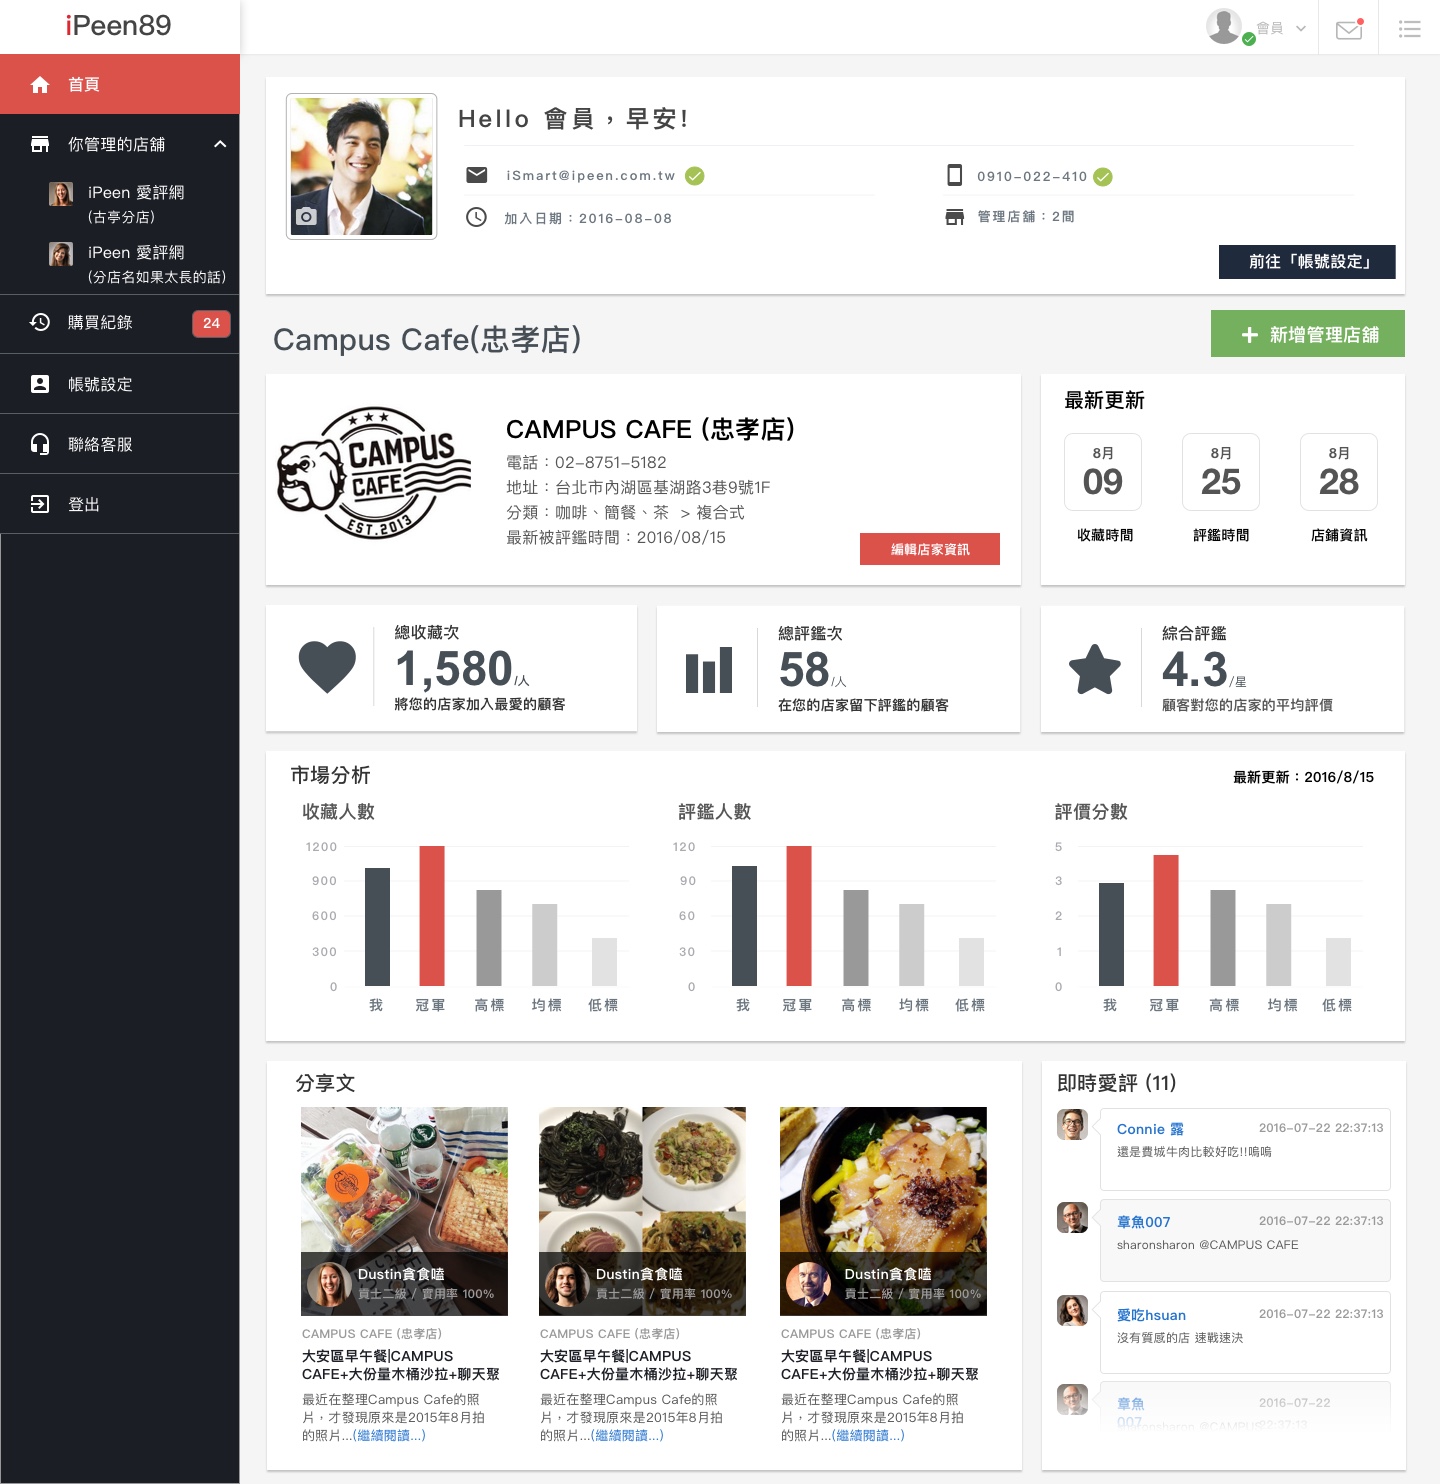 iPeen89
會員
首頁
你管理的店舖
iPeen 愛評網
(古亭分店)
iPeen 愛評網
(分店名如果太長的話)
購買紀錄
24
帳號設定
聯絡客服
登出
Hello 會員，早安!
iSmart@ipeen.com.tw
0910-022-410
加入日期：2016-08-08
管理店舖：2間
前往「帳號設定」
Campus Cafe(忠孝店)
新增管理店舖
CAMPUS
CAFE
EST.2013
CAMPUS CAFE (忠孝店)
電話：02-8751-5182
地址：台北市內湖區基湖路3巷9號1F
分類：咖啡、簡餐、茶 > 複合式
最新被評鑑時間：2016/08/15
編輯店家資訊
最新更新
8月
09
收藏時間
8月
25
評鑑時間
8月
28
店鋪資訊
總收藏次
1,580/人
將您的店家加入最愛的顧客
總評鑑次
58/人
在您的店家留下評鑑的顧客
綜合評鑑
4.3/星
顧客對您的店家的平均評價
市場分析
最新更新：2016/8/15
收藏人數
1200
900
600
300
0
我 冠軍 高標 均標 低標
評鑑人數
120
90
60
30
0
我 冠軍 高標 均標 低標
評價分數
5
3
2
1
0
我 冠軍 高標 均標 低標
分享文
Dustin貪食嗑
貢士二級 / 實用率 100%
CAMPUS CAFE (忠孝店)
大安區早午餐|CAMPUS
CAFE+大份量木桶沙拉+聊天聚
最近在整理Campus Cafe的照
片，才發現原來是2015年8月拍
的照片...(繼續閱讀...)
Dustin貪食嗑
貢士二級 / 實用率 100%
CAMPUS CAFE (忠孝店)
大安區早午餐|CAMPUS
CAFE+大份量木桶沙拉+聊天聚
最近在整理Campus Cafe的照
片，才發現原來是2015年8月拍
的照片...(繼續閱讀...)
Dustin貪食嗑
貢士二級 / 實用率 100%
CAMPUS CAFE (忠孝店)
大安區早午餐|CAMPUS
CAFE+大份量木桶沙拉+聊天聚
最近在整理Campus Cafe的照
片，才發現原來是2015年8月拍
的照片...(繼續閱讀...)
即時愛評 (11)
Connie 露
2016-07-22 22:37:13
還是費城牛肉比較好吃!!嗚嗚
章魚007
2016-07-22 22:37:13
sharonsharon @CAMPUS CAFE
愛吃hsuan
2016-07-22 22:37:13
沒有質感的店 速戰速決
章魚
007
2016-07-22
22:37:13
sharonsharon @CAMPUS